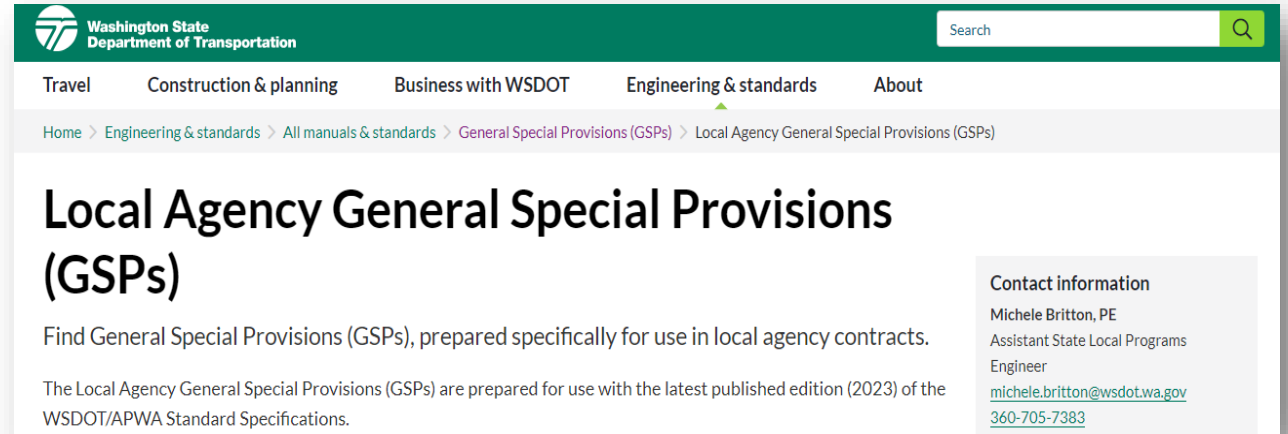 Washington State
Department of Transportation
Search
Travel Construction & planning Business with WSDOT Engineering & standards About
Home > Engineering & standards > All manuals & standards > General Special Provisions (GSPs) > Local Agency General Special Provisions (GSPs)
Local Agency General Special Provisions
(GSPs)
Find General Special Provisions (GSPs), prepared specifically for use in local agency contracts.
The Local Agency General Special Provisions (GSPs) are prepared for use with the latest published edition (2023) of the
WSDOT/APWA Standard Specifications.
Contact information
Michele Britton, PE
Assistant State Local Programs
Engineer
michele.britton@wsdot.wa.gov
360-705-7383